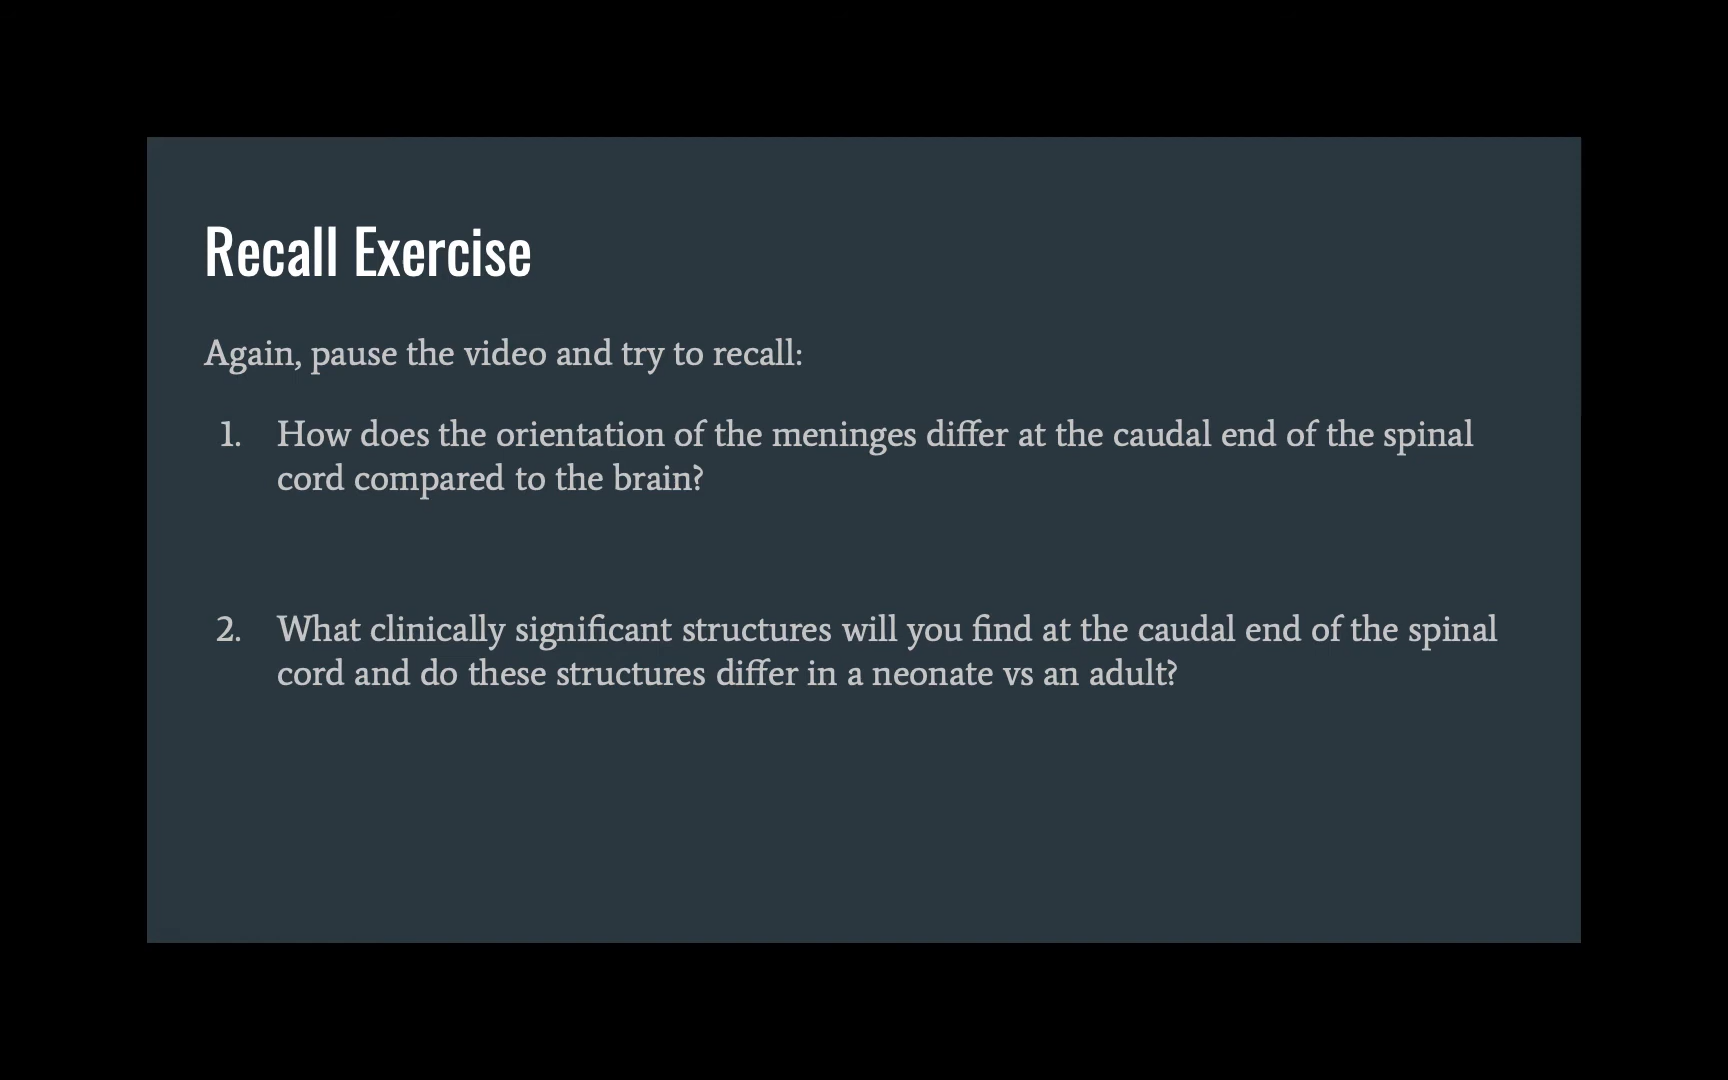 Recall Exercise
Again, pause the video and try to recall:
1. How does the orientation of the meninges differ at the caudal end of the spinal
cord compared to the brain?
2. What clinically significant structures will you find at the caudal end of the spinal
cord and do these structures differ in a neonate vs an adult?